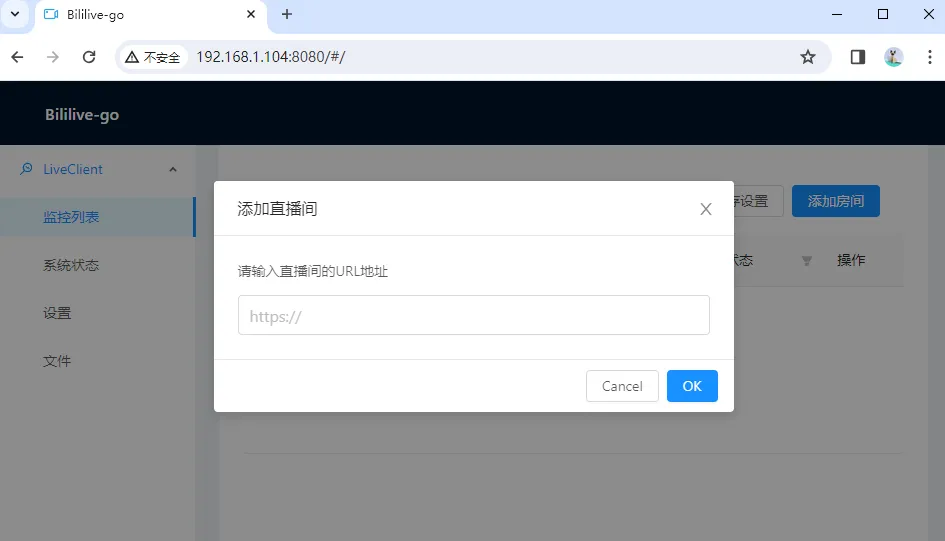 Bililive-go
不安全
192.168.1.104:8080/#/
Bililive-go
LiveClient
监控列表
系统状态
设置
文件
添加直播间
请输入直播间的URL地址
https://
Cancel
OK
设置
添加房间
态
操作